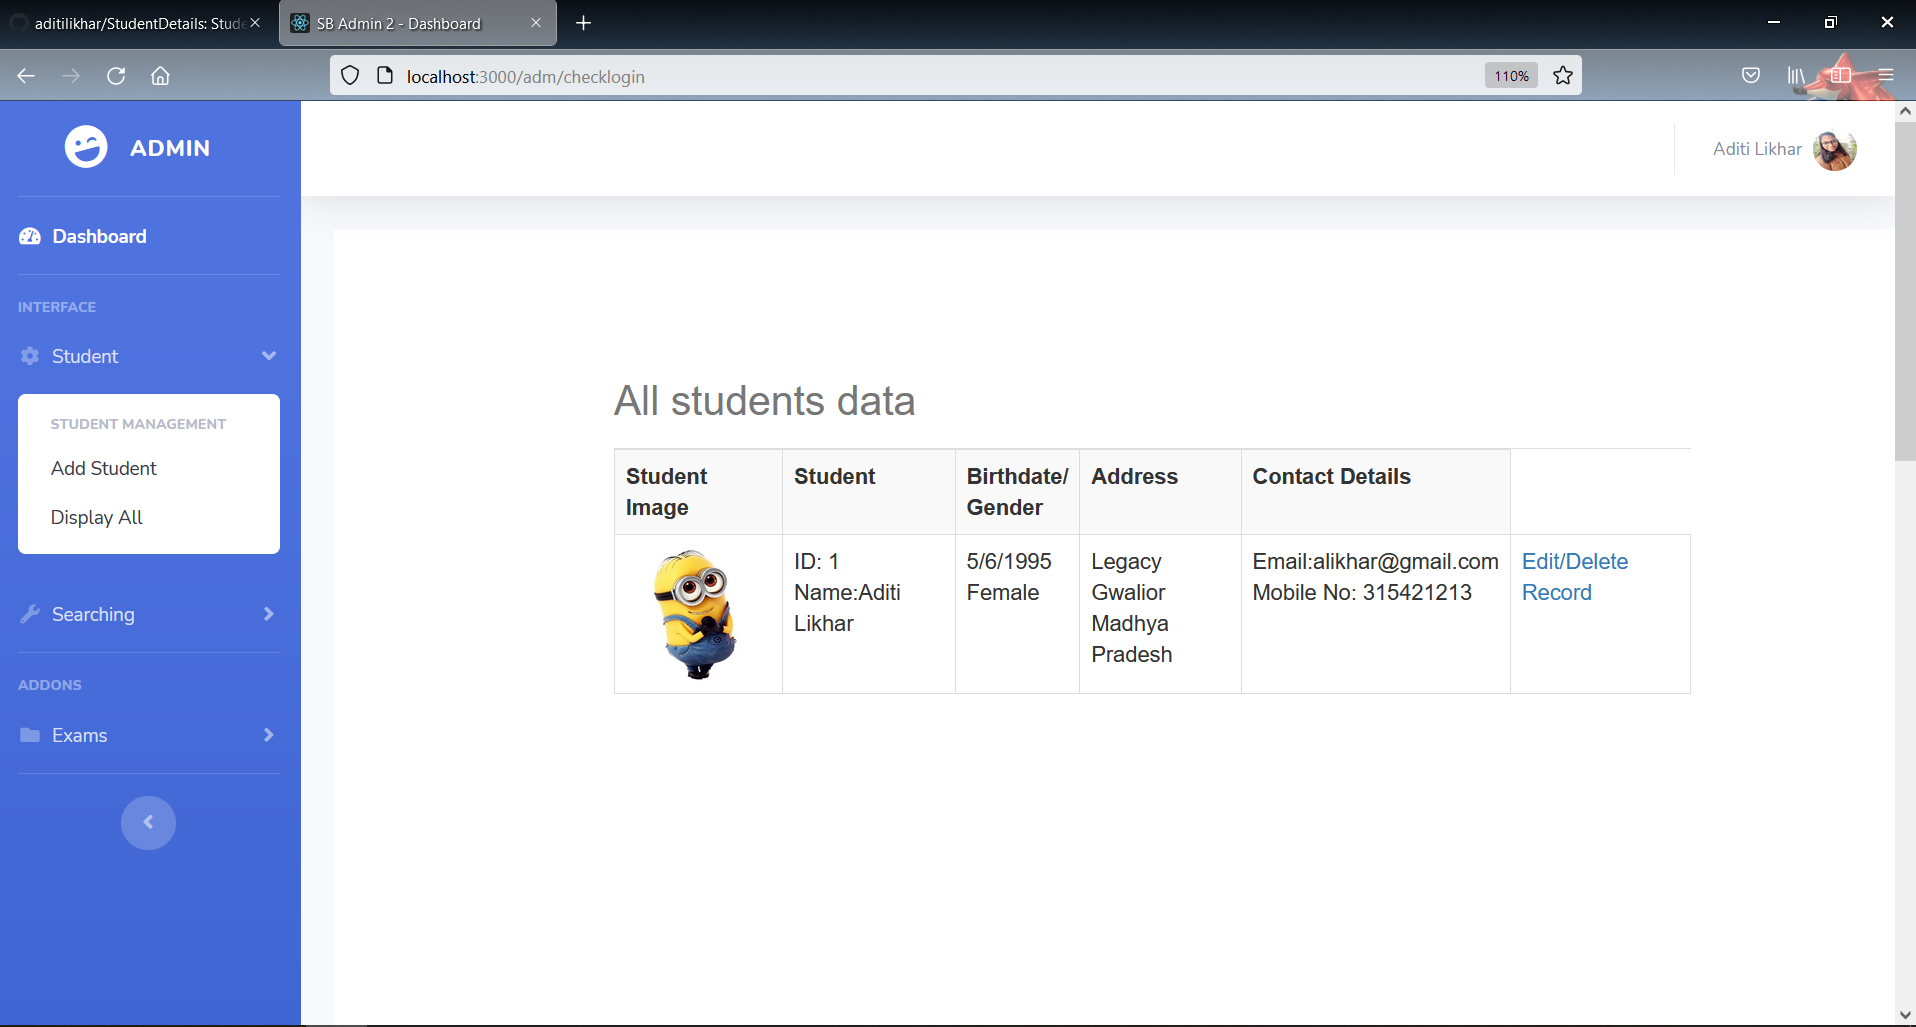 aditilikhar/StudentDetails: Stude
SB Admin 2 - Dashboard
localhost:3000/adm/checklogin
110%
ADMIN
Aditi Likhar
Dashboard
INTERFACE
Student
STUDENT MANAGEMENT
Add Student
Display All
Searching
ADDONS
Exams
All students data
Student Image
Student
Birthdate/ Gender
Address
Contact Details
ID: 1
Name:Aditi
Likhar
5/6/1995
Female
Legacy
Gwalior
Madhya
Pradesh
Email:alikhar@gmail.com
Mobile No: 315421213
Edit/Delete
Record